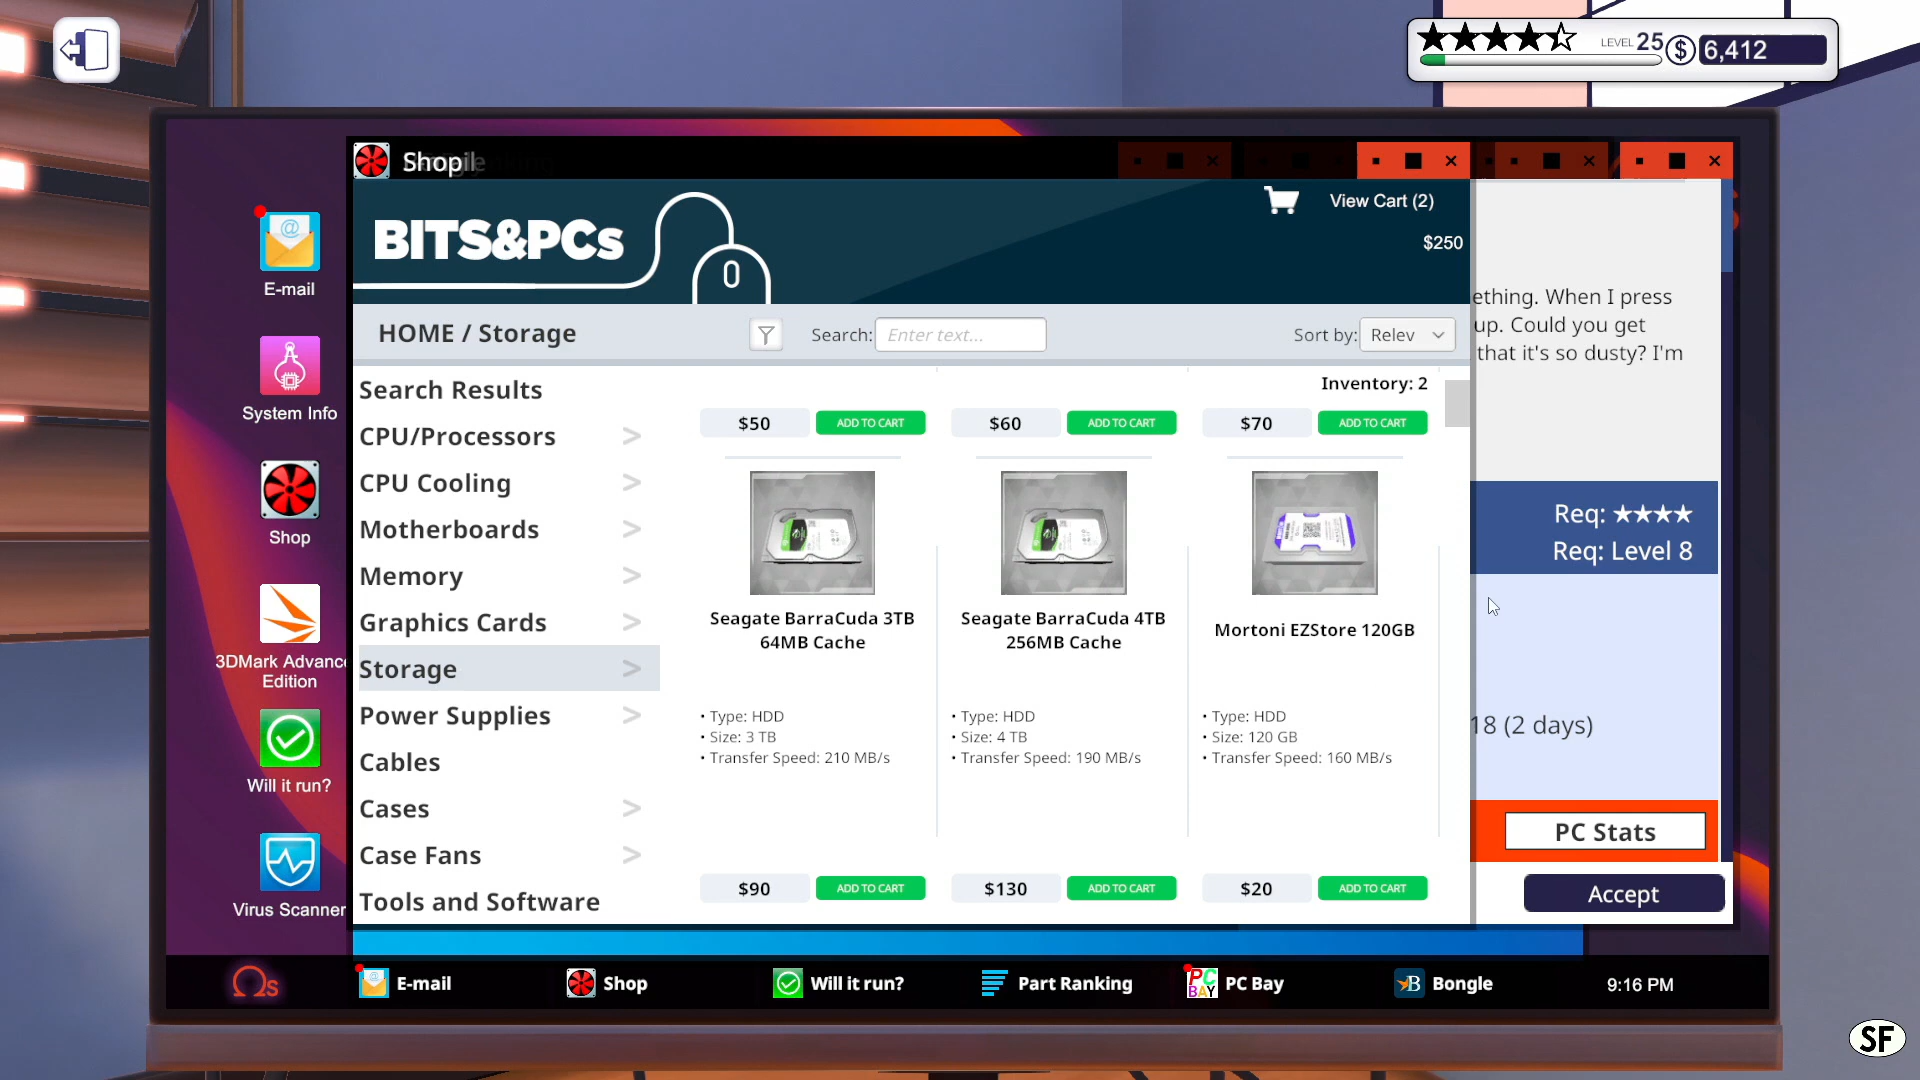 LEVEL 25
$ 6,412
Shop
BITS&PCs
View Cart (2)
$250
HOME / Storage
Search:
Enter text...
Sort by:
Relev
Search Results
CPU/Processors >
CPU Cooling >
Motherboards >
Memory >
Graphics Cards >
Storage >
Power Supplies >
Cables
Cases >
Case Fans >
Tools and Software
Inventory: 2
$50 ADD TO CART
$60 ADD TO CART
$70 ADD TO CART
Seagate BarraCuda 3TB
64MB Cache
• Type: HDD
• Size: 3 TB
• Transfer Speed: 210 MB/s
$90 ADD TO CART
Seagate BarraCuda 4TB
256MB Cache
• Type: HDD
• Size: 4 TB
• Transfer Speed: 190 MB/s
$130 ADD TO CART
Mortoni EZStore 120GB
• Type: HDD
• Size: 120 GB
• Transfer Speed: 160 MB/s
$20 ADD TO CART
ething. When I press
up. Could you get
that it's so dusty? I'm
Req: ★★★★
Req: Level 8
18 (2 days)
PC Stats
Accept
E-mail
System Info
Shop
3DMark Advance
Edition
Will it run?
Virus Scanner
Ωs
E-mail
Shop
Will it run?
Part Ranking
PC BAY
PC Bay
B
Bongle
9:16 PM
SF